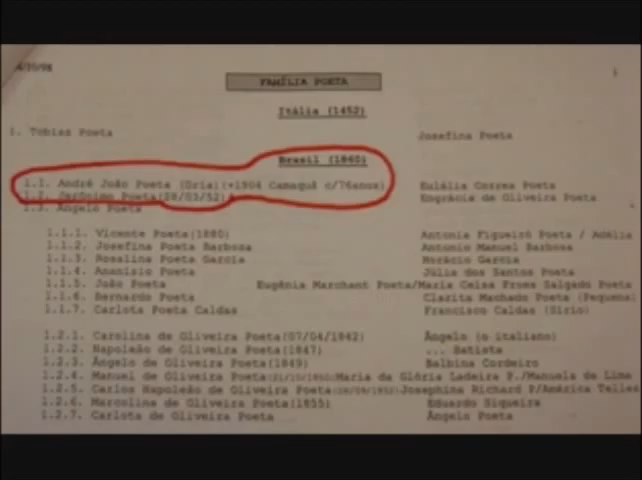 4/10/98 1
FAMÍLIA POETA
Itália (1452)
1. Tobias Poeta Josefina Poeta
Brasil (1860)
1.1. André João Poeta (Oria)(+1904 Camaquã c/76anos) Eulália Correa Poeta
1.2. Jerônimo Poeta(28/03/52) Engrácia de Oliveira Poeta
1.3. Ângelo Poeta
1.1.1. Vicente Poeta(1880) Antonia Figueiró Poeta / Adélia
1.1.2. Josefina Poeta Barbosa Antonio Manuel Barbosa
1.1.3. Rosalina Poeta Garcia Horácio Garcia
1.1.4. Ananizio Poeta Júlia dos Santos Poeta
1.1.5. João Poeta Eugênia Marchant Poeta/Maria Ceisa Froes Salgado Poeta
1.1.6. Bernardo Poeta Clarita Machado Poeta (Pequena)
1.1.7. Carlota Poeta Caldas Francisco Caldas (Sírio)
1.2.1. Carolina de Oliveira Poeta(07/04/1842) Ângelo (o italiano)
1.2.2. Napoleão de Oliveira Poeta(1847) ... Batista
1.2.3. Ângelo de Oliveira Poeta(1849) Balbina Cordeiro
1.2.4. Manuel de Oliveira Poeta Maria da Glória Ladeira P./Manuela de Lima
1.2.5. Carlos Napoleão de Oliveira Poeta Josephina Richard P/América Telles
1.2.6. Marcolina de Oliveira Poeta(1855) Eduardo Siqueira
1.2.7. Carlota de Oliveira Poeta Ângelo Poeta